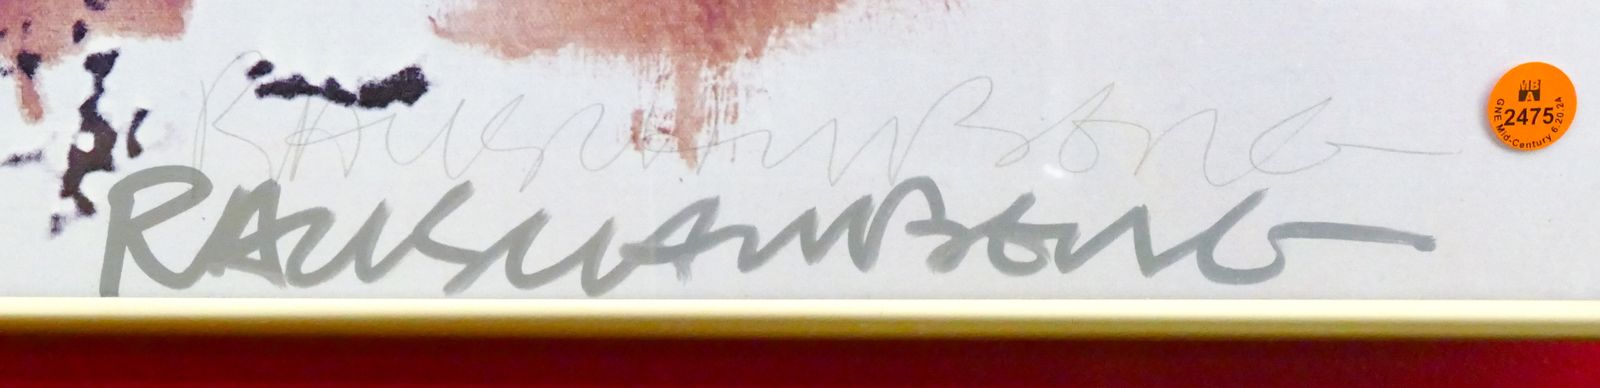 RAUSCHENBERG
RAUSCHENBERG
MBA
2475
GNE Mid-Century 6.20.24